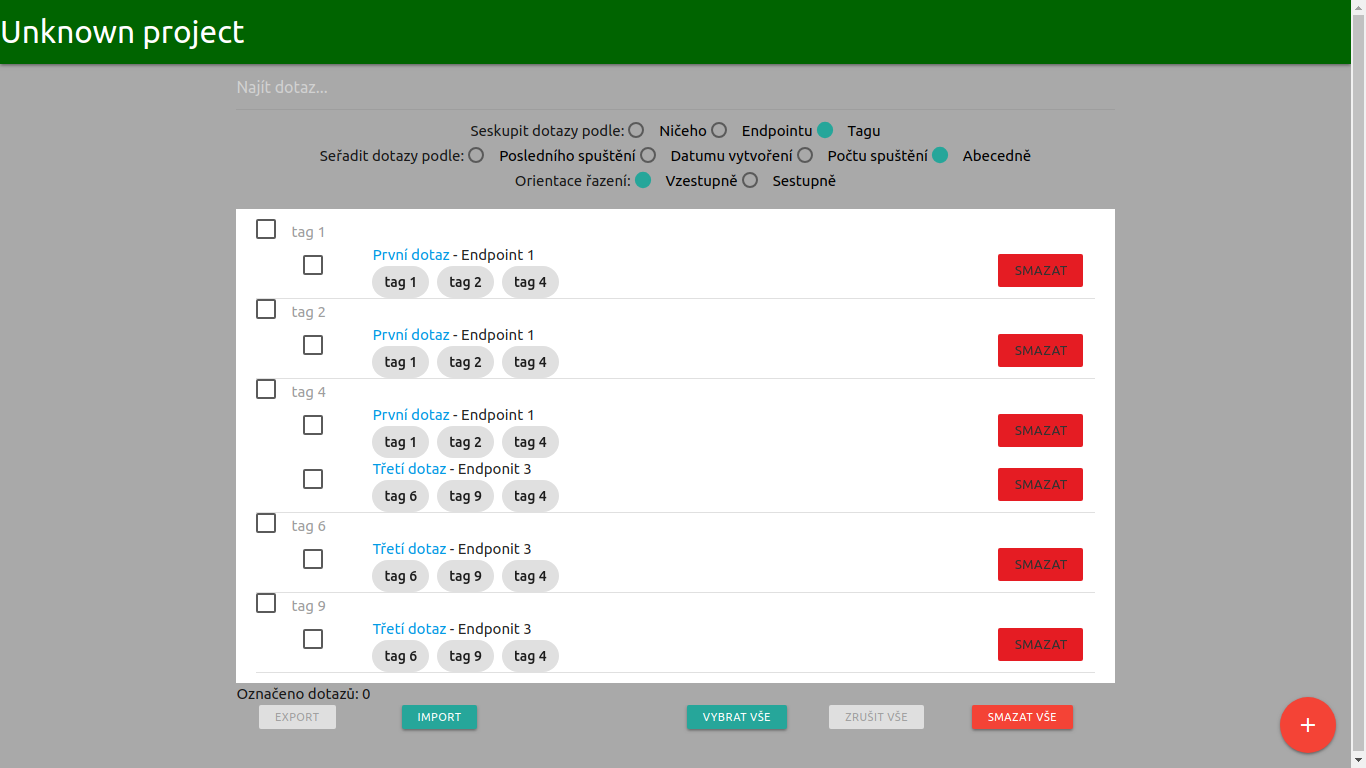 Unknown project
Najít dotaz...
Seskupit dotazy podle: Ničeho Endpointu Tagu
Seřadit dotazy podle: Posledního spuštění Datumu vytvoření Počtu spuštění Abecedně
Orientace řazení: Vzestupně Sestupně
tag 1
První dotaz - Endpoint 1
SMAZAT
tag 1 tag 2 tag 4
tag 2
První dotaz - Endpoint 1
SMAZAT
tag 1 tag 2 tag 4
tag 4
První dotaz - Endpoint 1
SMAZAT
tag 1 tag 2 tag 4
Třetí dotaz - Endponit 3
SMAZAT
tag 6 tag 9 tag 4
tag 6
Třetí dotaz - Endponit 3
SMAZAT
tag 6 tag 9 tag 4
tag 9
Třetí dotaz - Endponit 3
SMAZAT
tag 6 tag 9 tag 4
Označeno dotazů: 0
EXPORT IMPORT VYBRAT VŠE ZRUŠIT VŠE SMAZAT VŠE
+